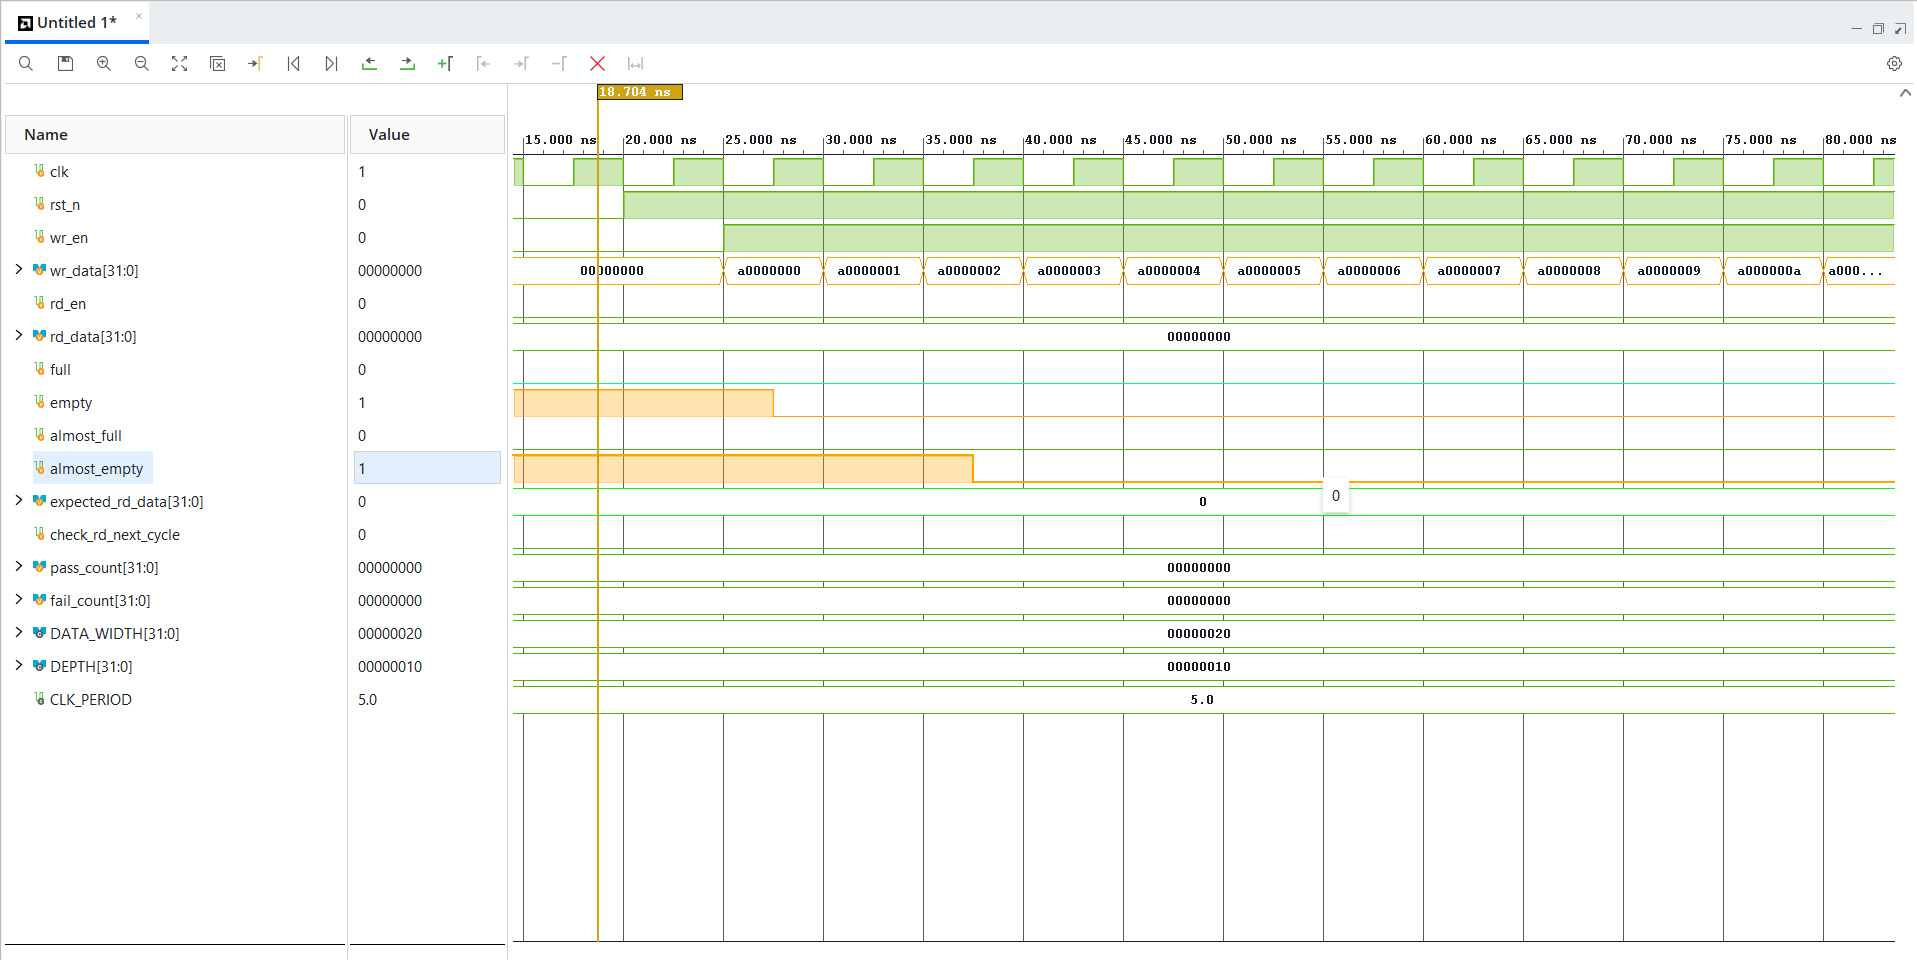 Untitled 1*
18.704 ns
Name Value
15.000 ns 20.000 ns 25.000 ns 30.000 ns 35.000 ns 40.000 ns 45.000 ns 50.000 ns 55.000 ns 60.000 ns 65.000 ns 70.000 ns 75.000 ns 80.000 ns
clk 1
rst_n 0
wr_en 0
wr_data[31:0] 00000000 00000000 a0000000 a0000001 a0000002 a0000003 a0000004 a0000005 a0000006 a0000007 a0000008 a0000009 a000000a a000...
rd_en 0
rd_data[31:0] 00000000 00000000
full 0
empty 1
almost_full 0
almost_empty 1
expected_rd_data[31:0] 0 0 0
check_rd_next_cycle 0
pass_count[31:0] 00000000 00000000
fail_count[31:0] 00000000 00000000
DATA_WIDTH[31:0] 00000020 00000020
DEPTH[31:0] 00000010 00000010
CLK_PERIOD 5.0 5.0